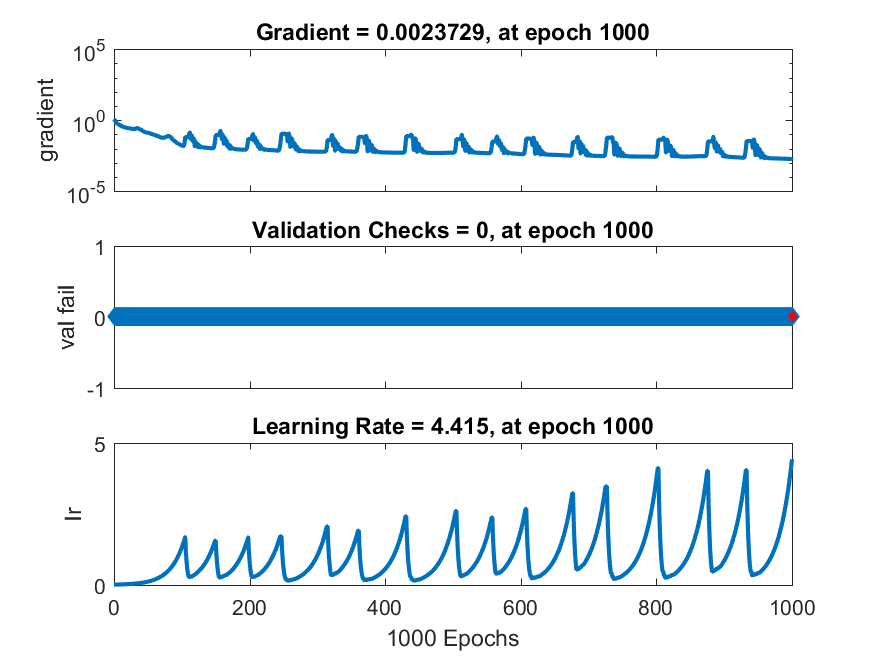 Gradient = 0.0023729, at epoch 1000
10^5
10^0
10^-5
gradient
Validation Checks = 0, at epoch 1000
1
0
-1
val fail
Learning Rate = 4.415, at epoch 1000
5
0
lr
0 200 400 600 800 1000
1000 Epochs